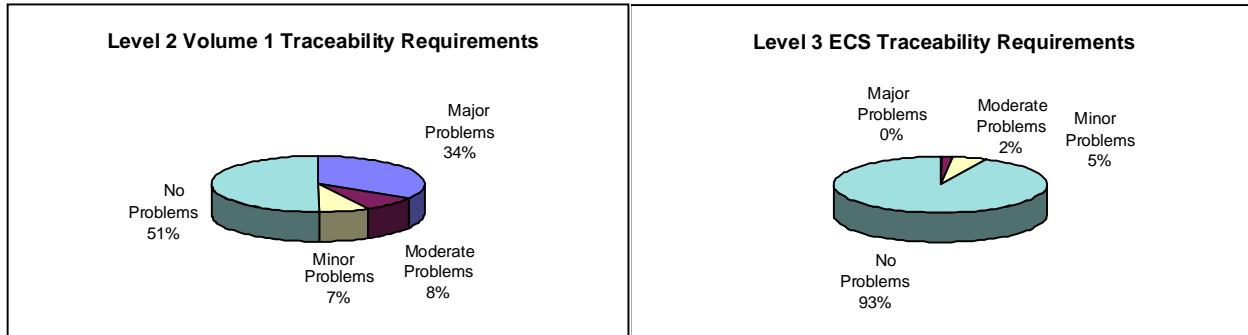 Level 2 Volume 1 Traceability Requirements
Major
Problems
34%
No
Problems
51%
Minor
Problems
7%
Moderate
Problems
8%
Level 3 ECS Traceability Requirements
Major
Problems
0%
Moderate
Problems
2%
Minor
Problems
5%
No
Problems
93%